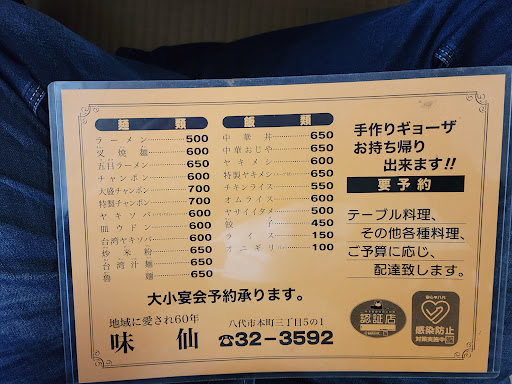 麺 類
ラーメン 500
叉焼麺 600
五目ラーメン 650
チャンポン 600
大盛チャンポン 700
特製チャンポン 700
ヤキソバ 600
皿ウドン 600
台湾ヤキソバ 600
炒米粉 650
台湾汁麺 650
魯麺 650
飯 類
中華丼 650
中華おじや 650
ヤキメシ 600
特製ヤキメシ 650
チキンライス 550
オムライス 600
ヤサイイタメ 500
餃子 450
ライス 150
オニギリ 100
手作りギョーザ
お持ち帰り
出来ます!!
要予約
テーブル料理、
その他各種料理、
ご予算に応じ、
配達致します。
大小宴会予約承ります。
地域に愛され60年
味 仙
八代市本町三丁目5の1
☎32-3592
認証店
感染防止
対策実施中